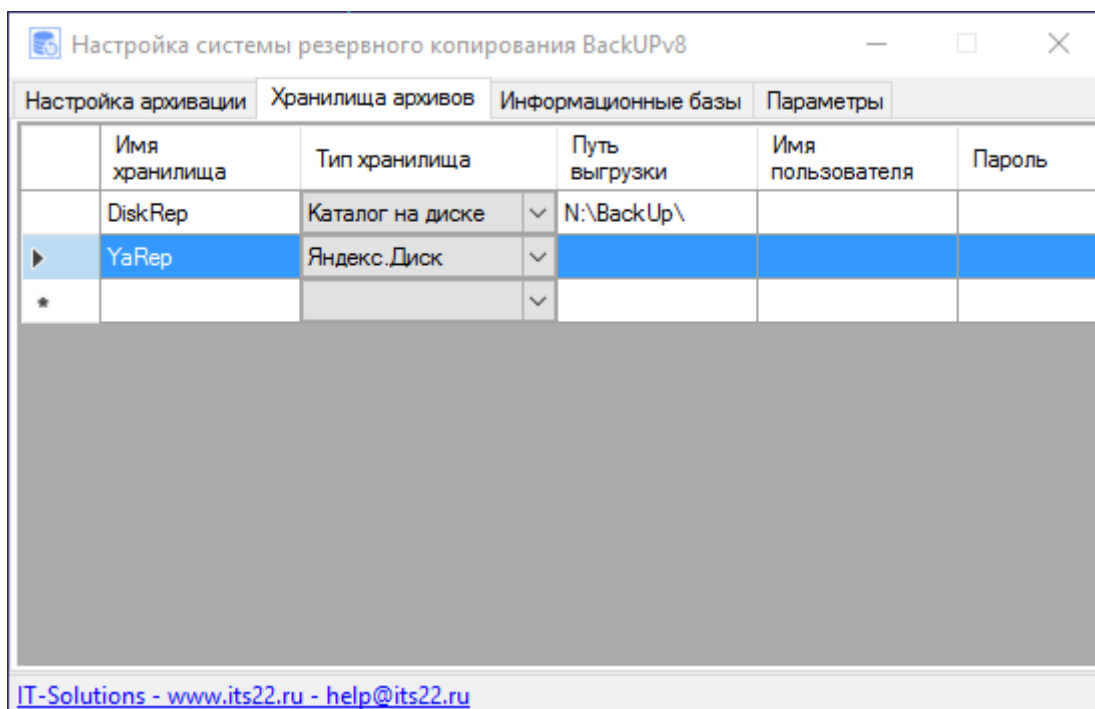 Настройка системы резервного копирования BackUPv8
Настройка архивации Хранилища архивов Информационные базы Параметры
Имя хранилища Тип хранилища Путь выгрузки Имя пользователя Пароль
DiskRep Каталог на диске N:\BackUp\
YaRep Яндекс.Диск
IT-Solutions - www.its22.ru - help@its22.ru